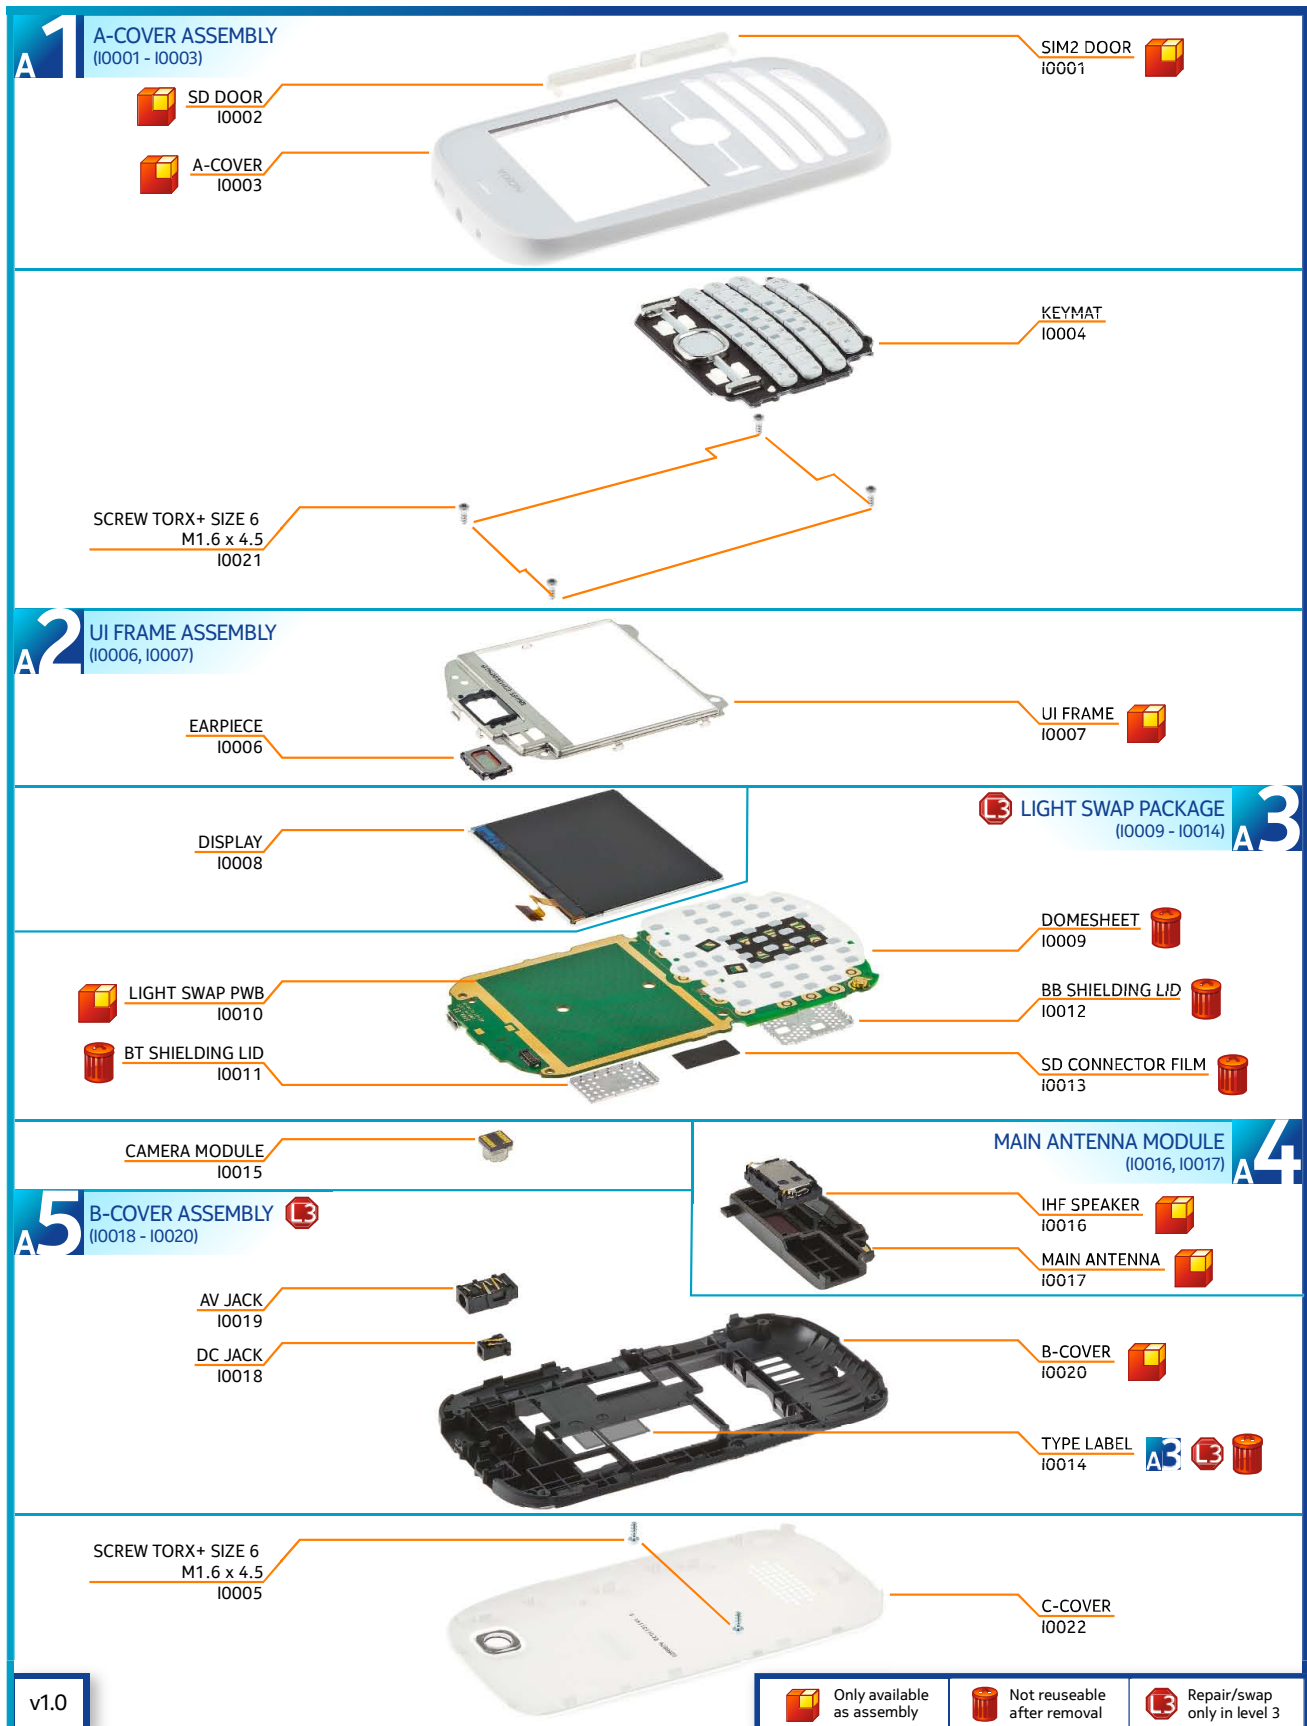 A1
A-COVER ASSEMBLY
(I0001 - I0003)
SIM2 DOOR
I0001
SD DOOR
I0002
A-COVER
I0003
NOKIA
KEYMAT
I0004
SCREW TORX+ SIZE 6
M1.6 x 4.5
I0021
A2
UI FRAME ASSEMBLY
(I0006, I0007)
EARPIECE
I0006
UI FRAME
I0007
L3 LIGHT SWAP PACKAGE
(I0009 - I0014)
A3
DISPLAY
I0008
DOMESHEET
I0009
LIGHT SWAP PWB
I0010
BB SHIELDING LID
I0012
BT SHIELDING LID
I0011
SD CONNECTOR FILM
I0013
CAMERA MODULE
I0015
MAIN ANTENNA MODULE
(I0016, I0017)
A4
IHF SPEAKER
I0016
MAIN ANTENNA
I0017
A5
B-COVER ASSEMBLY L3
(I0018 - I0020)
AV JACK
I0019
DC JACK
I0018
B-COVER
I0020
TYPE LABEL A3 L3
I0014
SCREW TORX+ SIZE 6
M1.6 x 4.5
I0005
C-COVER
I0022
v1.0
Only available
as assembly
Not reuseable
after removal
L3 Repair/swap
only in level 3